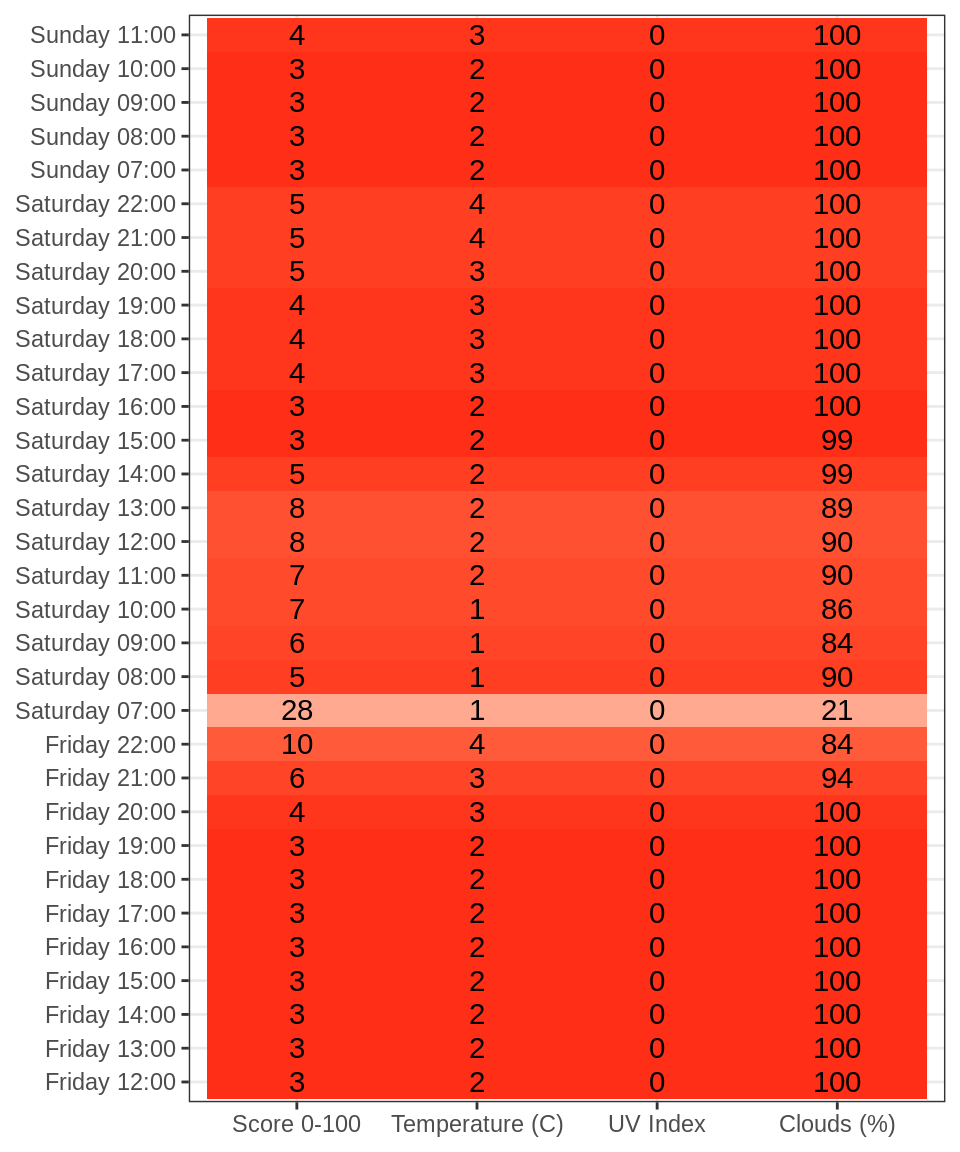 Sunday 11:00 4 3 0 100
Sunday 10:00 3 2 0 100
Sunday 09:00 3 2 0 100
Sunday 08:00 3 2 0 100
Sunday 07:00 3 2 0 100
Saturday 22:00 5 4 0 100
Saturday 21:00 5 4 0 100
Saturday 20:00 5 3 0 100
Saturday 19:00 4 3 0 100
Saturday 18:00 4 3 0 100
Saturday 17:00 4 3 0 100
Saturday 16:00 3 2 0 100
Saturday 15:00 3 2 0 99
Saturday 14:00 5 2 0 99
Saturday 13:00 8 2 0 89
Saturday 12:00 8 2 0 90
Saturday 11:00 7 2 0 90
Saturday 10:00 7 1 0 86
Saturday 09:00 6 1 0 84
Saturday 08:00 5 1 0 90
Saturday 07:00 28 1 0 21
Friday 22:00 10 4 0 84
Friday 21:00 6 3 0 94
Friday 20:00 4 3 0 100
Friday 19:00 3 2 0 100
Friday 18:00 3 2 0 100
Friday 17:00 3 2 0 100
Friday 16:00 3 2 0 100
Friday 15:00 3 2 0 100
Friday 14:00 3 2 0 100
Friday 13:00 3 2 0 100
Friday 12:00 3 2 0 100
Score 0-100 Temperature (C) UV Index Clouds (%)